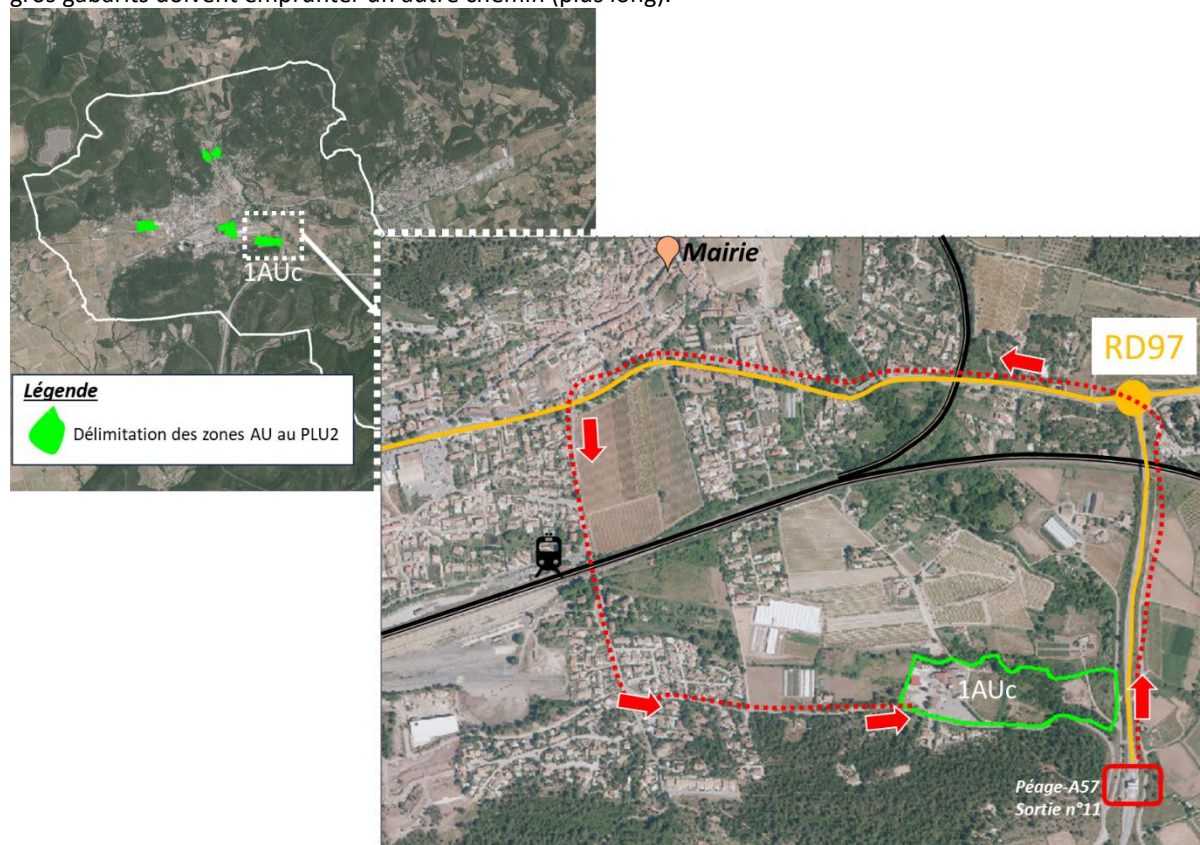 gros gabarits doivent emprunter un autre chemin (plus long).
1AUc
Légende
Délimitation des zones AU au PLU2
Mairie
RD97
1AUc
Péage-A57
Sortie n°11